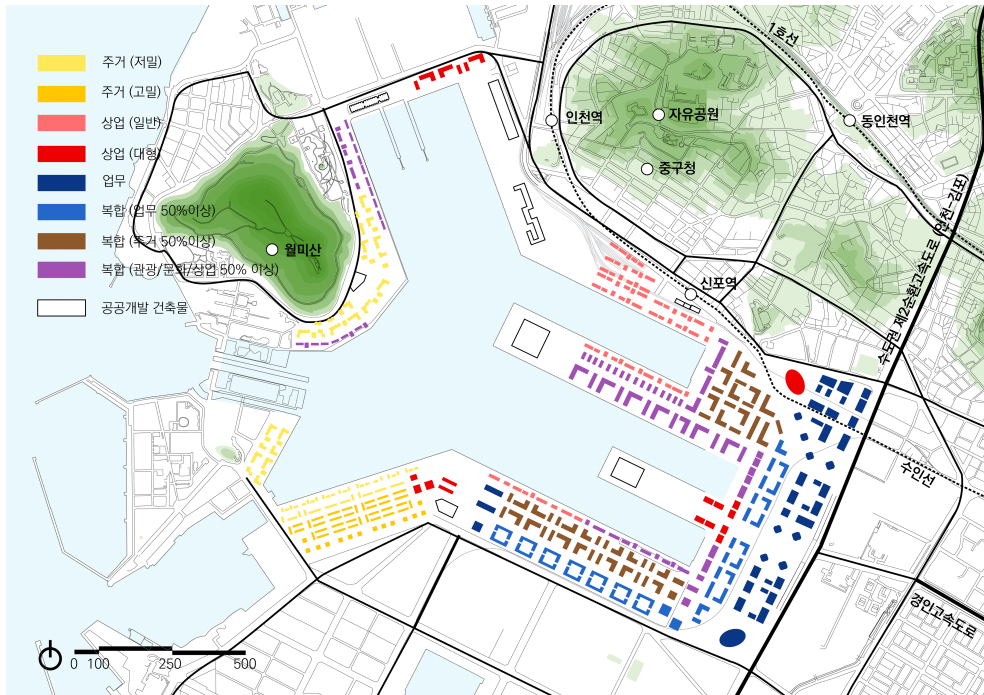 주거 (저밀)
주거 (고밀)
상업 (일반)
상업 (대형)
업무
복합 (업무 50%이상)
복합 (주거 50%이상)
복합 (관광/문화/상업 50% 이상)
공공개발 건축물
1호선
인천역
자유공원
동인천역
중구청
월미산
신포역
수도권 제2순환고속도로 (인천-김포)
수인선
경인고속도로
0 100 250 500